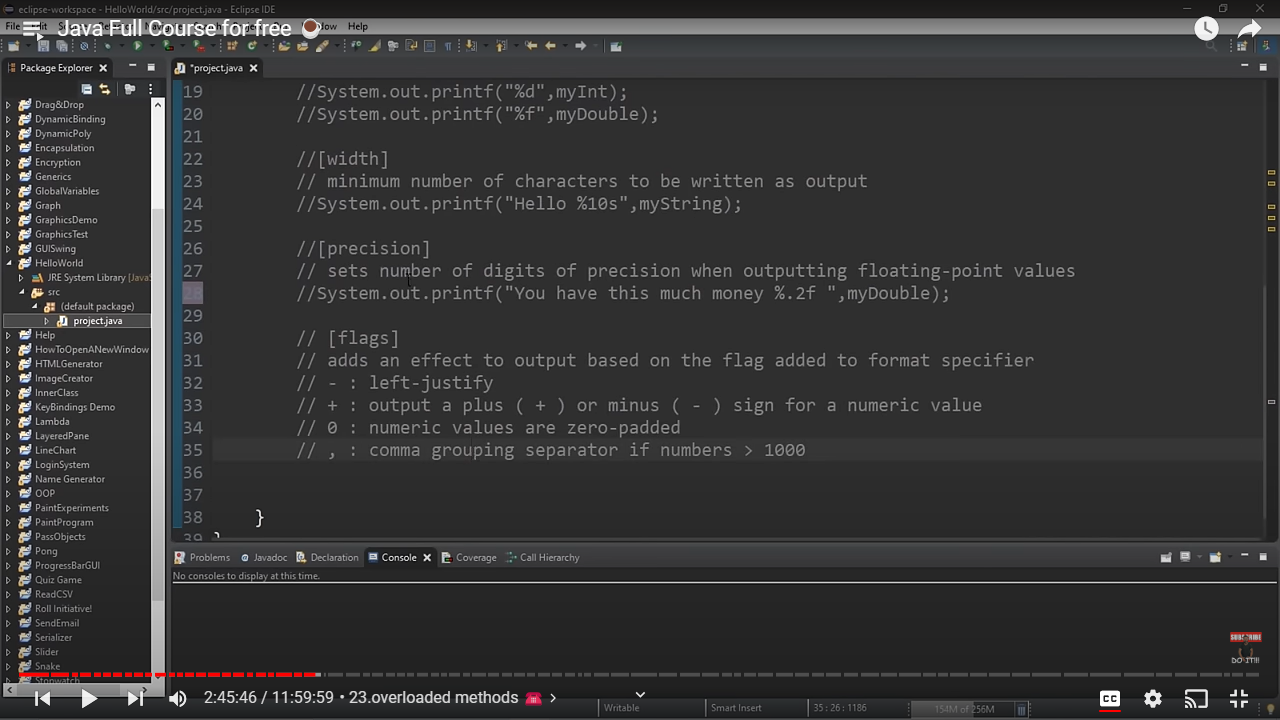 eclipse-workspace - HelloWorld/src/project.java - Eclipse IDE
File Edit Window Help
Java Full Course for free
Package Explorer
*project.java
Drag&Drop
DynamicBinding
DynamicPoly
Encapsulation
Encryption
Generics
GlobalVariables
Graph
GraphicsDemo
GraphicsTest
GUISwing
HelloWorld
JRE System Library [JavaS
src
(default package)
project.java
Help
HowToOpenANewWindow
HTMLGenerator
ImageCreator
InnerClass
KeyBindings Demo
Lambda
LayeredPane
LineChart
LoginSystem
Name Generator
OOP
PaintExperiments
PaintProgram
PassObjects
Pong
ProgressBarGUI
Quiz Game
ReadCSV
Roll Initiative!
SendEmail
Serializer
Slider
Snake
Stopwatch
19 //System.out.printf("%d",myInt);
20 //System.out.printf("%f",myDouble);
21
22 //[width]
23 // minimum number of characters to be written as output
24 //System.out.printf("Hello %10s",myString);
25
26 //[precision]
27 // sets number of digits of precision when outputting floating-point values
28 //System.out.printf("You have this much money %.2f ",myDouble);
29
30 // [flags]
31 // adds an effect to output based on the flag added to format specifier
32 // - : left-justify
33 // + : output a plus ( + ) or minus ( - ) sign for a numeric value
34 // 0 : numeric values are zero-padded
35 // , : comma grouping separator if numbers > 1000
36
37
38 }
39 }
Problems Javadoc Declaration Console Coverage Call Hierarchy
No consoles to display at this time.
SUBSCRIBE
DO IT!!!
2:45:46 / 11:59:59 • 23.overloaded methods
CC
Writable Smart Insert 35 : 26 : 1186 154M of 256M